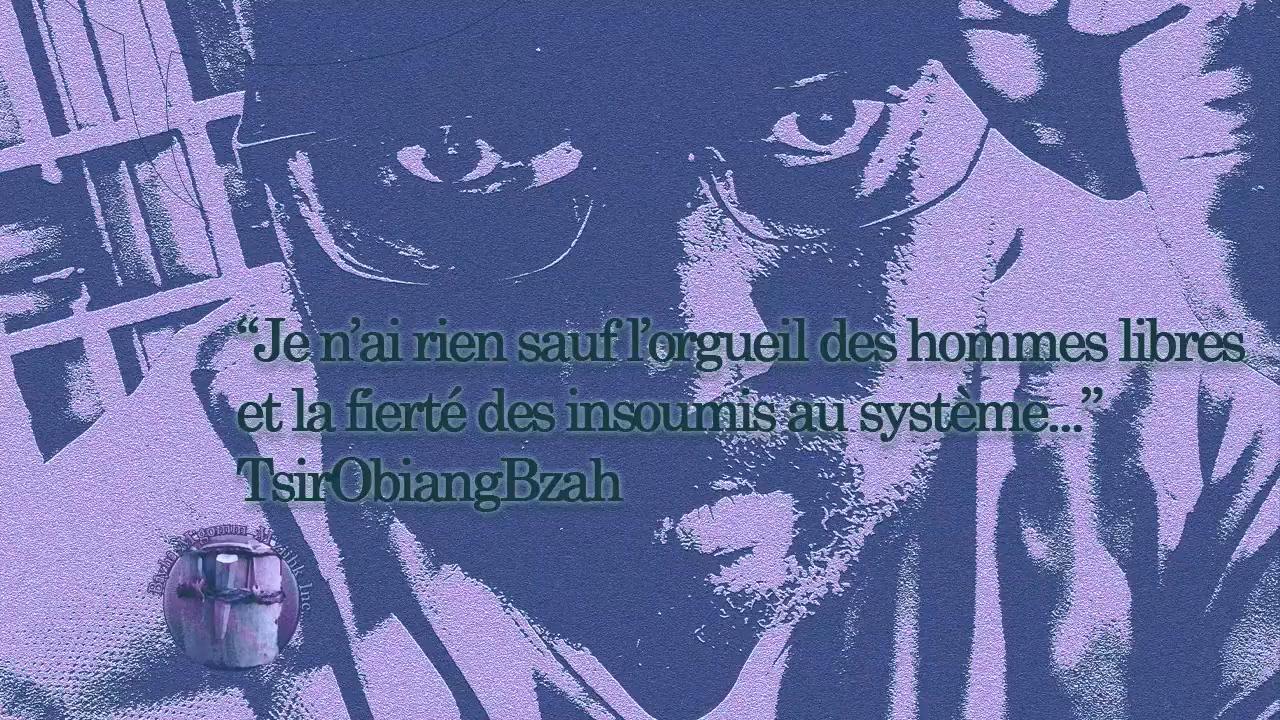 “Je n’ai rien sauf l’orgueil des hommes libres
et la fierté des insoumis au système...”
TsirObiangBzah